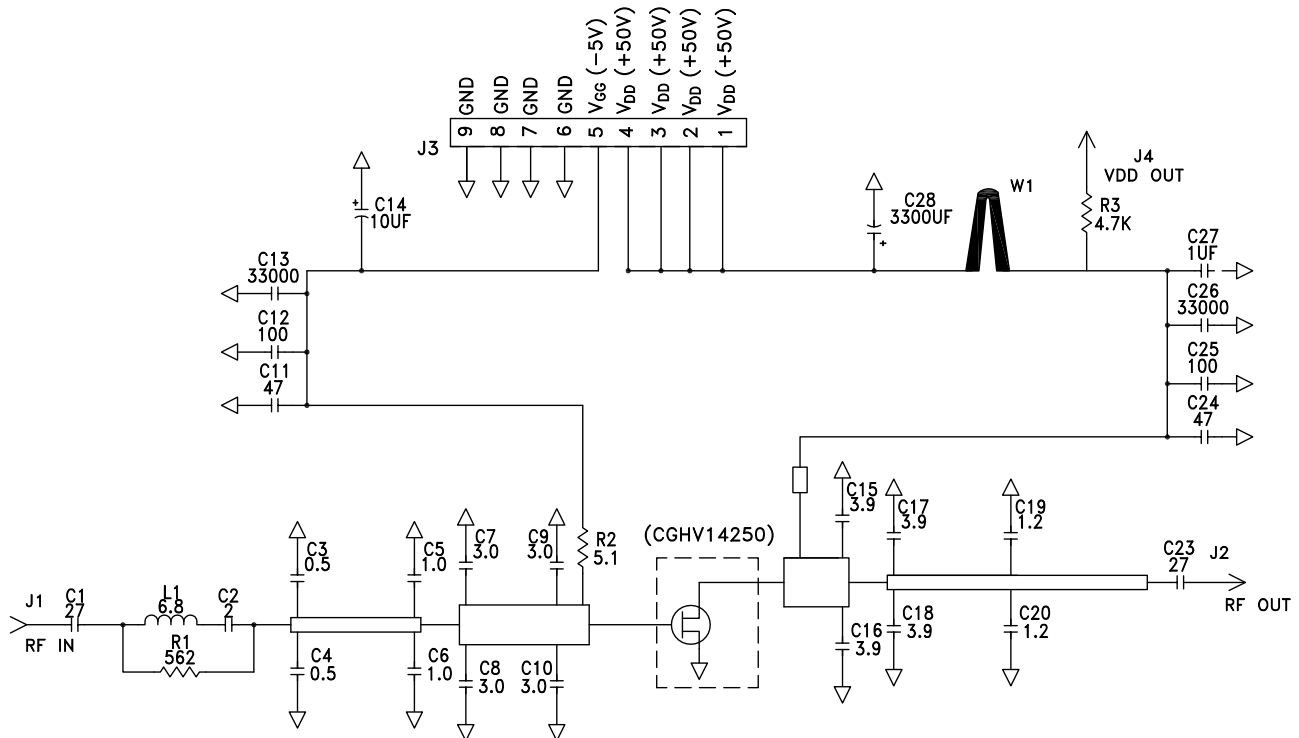 VGG (-5V)
VDD (+50V)
VDD (+50V)
VDD (+50V)
VDD (+50V)
GND
GND
GND
GND
9
8
7
6
5
4
3
2
1
J3
C14
10UF
C28
3300UF
W1
J4
VDD OUT
R3
4.7K
C13
33000
C12
100
C11
47
C27
1UF
C26
33000
C25
100
C24
47
J1
RF IN
C1
27
L1
6.8
C2
2
R1
562
C3
0.5
C4
0.5
C5
1.0
C6
1.0
C7
3.0
C8
3.0
C9
3.0
C10
3.0
R2
5.1
(CGHV14250)
C15
3.9
C16
3.9
C17
3.9
C18
3.9
C19
1.2
C20
1.2
C23
27
J2
RF OUT